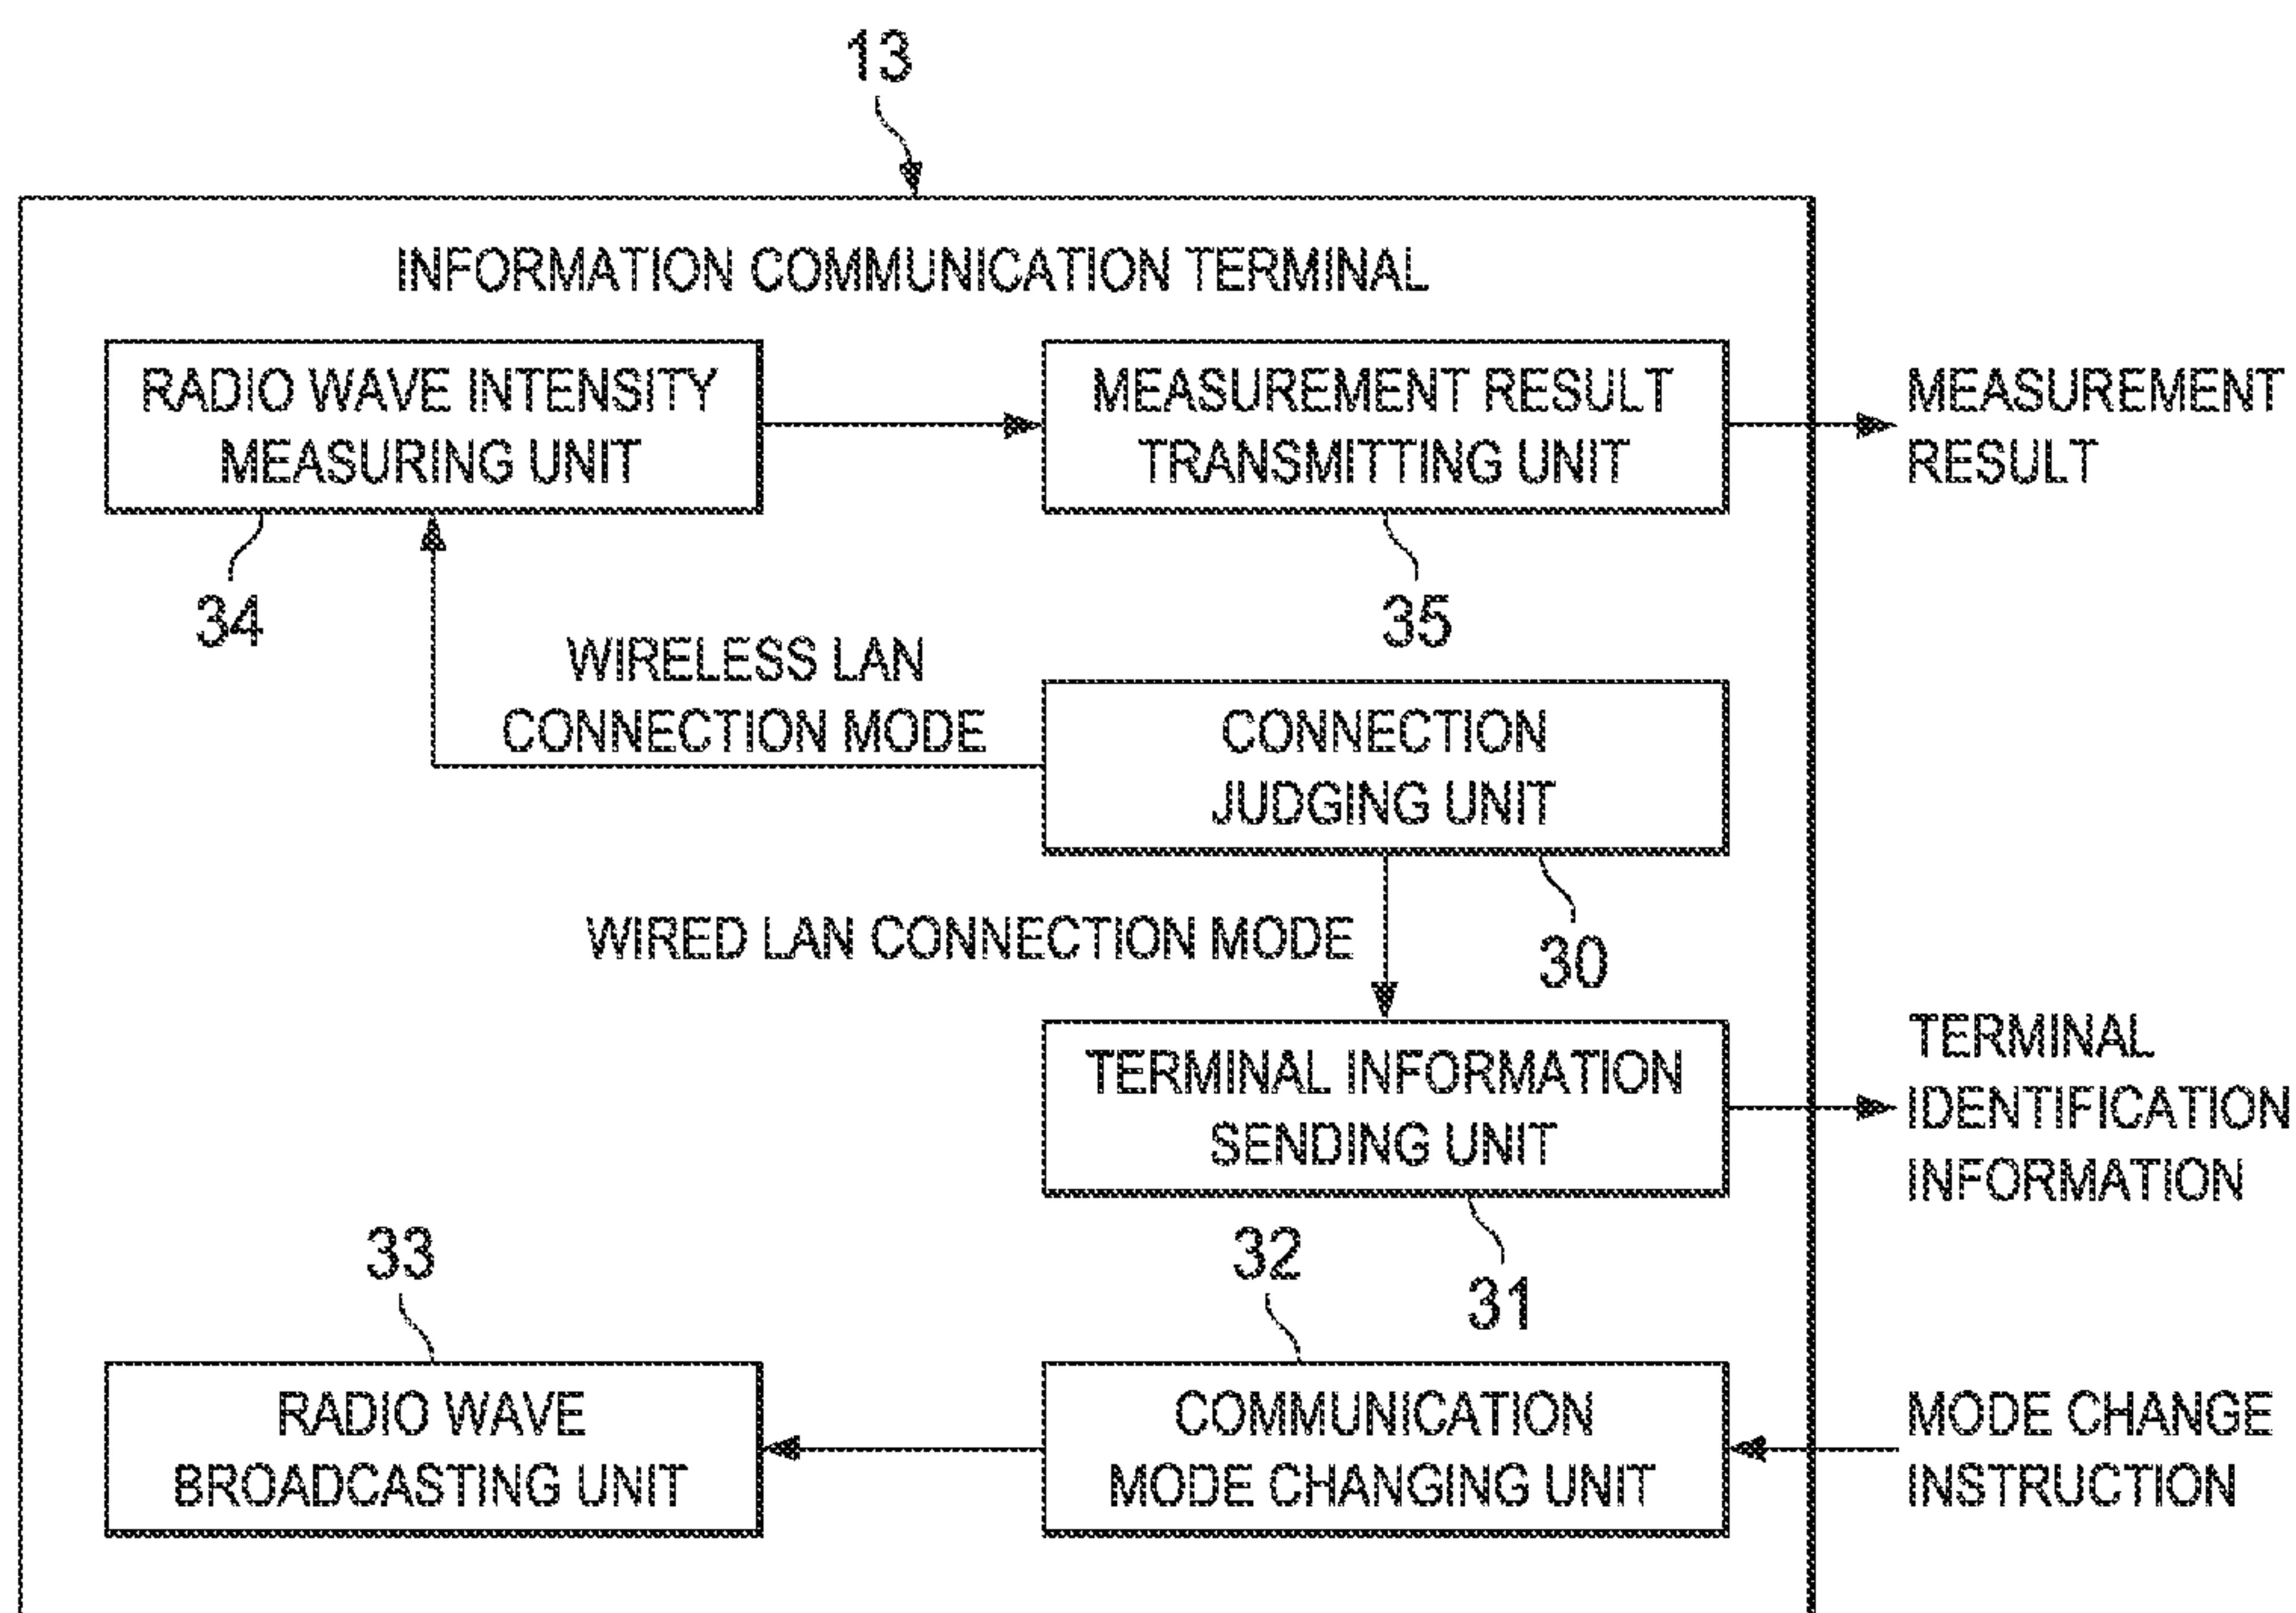 13
INFORMATION COMMUNICATION TERMINAL
RADIO WAVE INTENSITY
MEASURING UNIT
34
MEASUREMENT RESULT
TRANSMITTING UNIT
35
MEASUREMENT
RESULT
WIRELESS LAN
CONNECTION MODE
CONNECTION
JUDGING UNIT
30
WIRED LAN CONNECTION MODE
TERMINAL INFORMATION
SENDING UNIT
31
TERMINAL
IDENTIFICATION
INFORMATION
33
RADIO WAVE
BROADCASTING UNIT
32
COMMUNICATION
MODE CHANGING UNIT
MODE CHANGE
INSTRUCTION